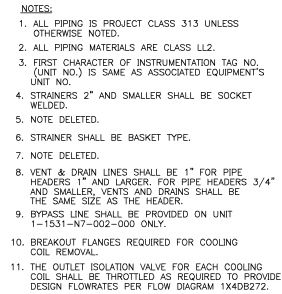 NOTES:
1. ALL PIPING IS PROJECT CLASS 313 UNLESS
OTHERWISE NOTED.
2. ALL PIPING MATERIALS ARE CLASS LL2.
3. FIRST CHARACTER OF INSTRUMENTATION TAG NO.
(UNIT NO.) IS SAME AS ASSOCIATED EQUIPMENT'S
UNIT NO.
4. STRAINERS 2" AND SMALLER SHALL BE SOCKET
WELDED.
5. NOTE DELETED.
6. STRAINER SHALL BE BASKET TYPE.
7. NOTE DELETED.
8. VENT & DRAIN LINES SHALL BE 1" FOR PIPE
HEADERS 1" AND LARGER. FOR PIPE HEADERS 3/4"
AND SMALLER, VENTS AND DRAINS SHALL BE
THE SAME SIZE AS THE HEADER.
9. BYPASS LINE SHALL BE PROVIDED ON UNIT
1-1531-N7-002-000 ONLY.
10. BREAKOUT FLANGES REQUIRED FOR COOLING
COIL REMOVAL.
11. THE OUTLET ISOLATION VALVE FOR EACH COOLING
COIL SHALL BE THROTTLED AS REQUIRED TO PROVIDE
DESIGN FLOWRATES PER FLOW DIAGRAM 1X4DB272.